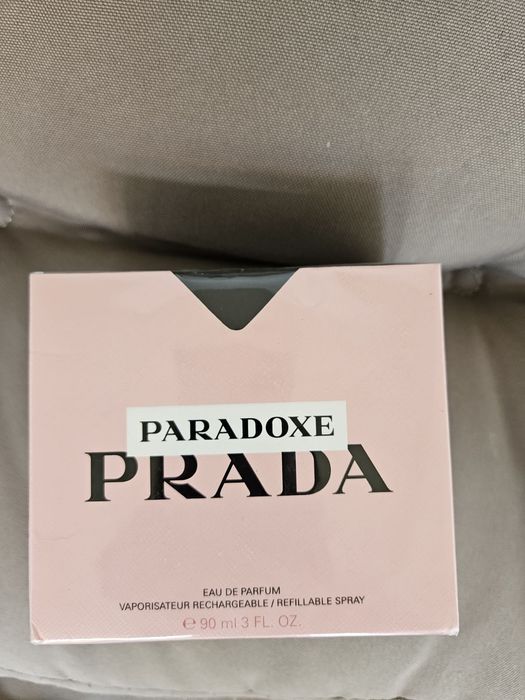 PARADOXE
PRADA
EAU DE PARFUM
VAPORISATEUR RECHARGEABLE / REFILLABLE SPRAY
℮ 90 ml 3 FL. OZ.